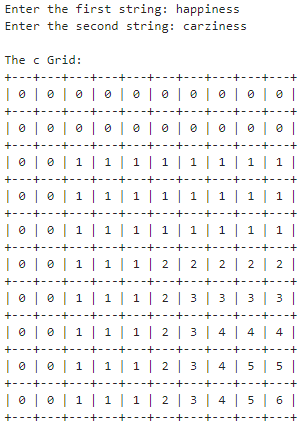 Enter the first string: happiness
Enter the second string: carziness
The c Grid:
+---+---+---+---+---+---+---+---+---+---+
| 0 | 0 | 0 | 0 | 0 | 0 | 0 | 0 | 0 | 0 |
+---+---+---+---+---+---+---+---+---+---+
| 0 | 0 | 0 | 0 | 0 | 0 | 0 | 0 | 0 | 0 |
+---+---+---+---+---+---+---+---+---+---+
| 0 | 0 | 1 | 1 | 1 | 1 | 1 | 1 | 1 | 1 |
+---+---+---+---+---+---+---+---+---+---+
| 0 | 0 | 1 | 1 | 1 | 1 | 1 | 1 | 1 | 1 |
+---+---+---+---+---+---+---+---+---+---+
| 0 | 0 | 1 | 1 | 1 | 1 | 1 | 1 | 1 | 1 |
+---+---+---+---+---+---+---+---+---+---+
| 0 | 0 | 1 | 1 | 1 | 2 | 2 | 2 | 2 | 2 |
+---+---+---+---+---+---+---+---+---+---+
| 0 | 0 | 1 | 1 | 1 | 2 | 3 | 3 | 3 | 3 |
+---+---+---+---+---+---+---+---+---+---+
| 0 | 0 | 1 | 1 | 1 | 2 | 3 | 4 | 4 | 4 |
+---+---+---+---+---+---+---+---+---+---+
| 0 | 0 | 1 | 1 | 1 | 2 | 3 | 4 | 5 | 5 |
+---+---+---+---+---+---+---+---+---+---+
| 0 | 0 | 1 | 1 | 1 | 2 | 3 | 4 | 5 | 6 |
+---+---+---+---+---+---+---+---+---+---+